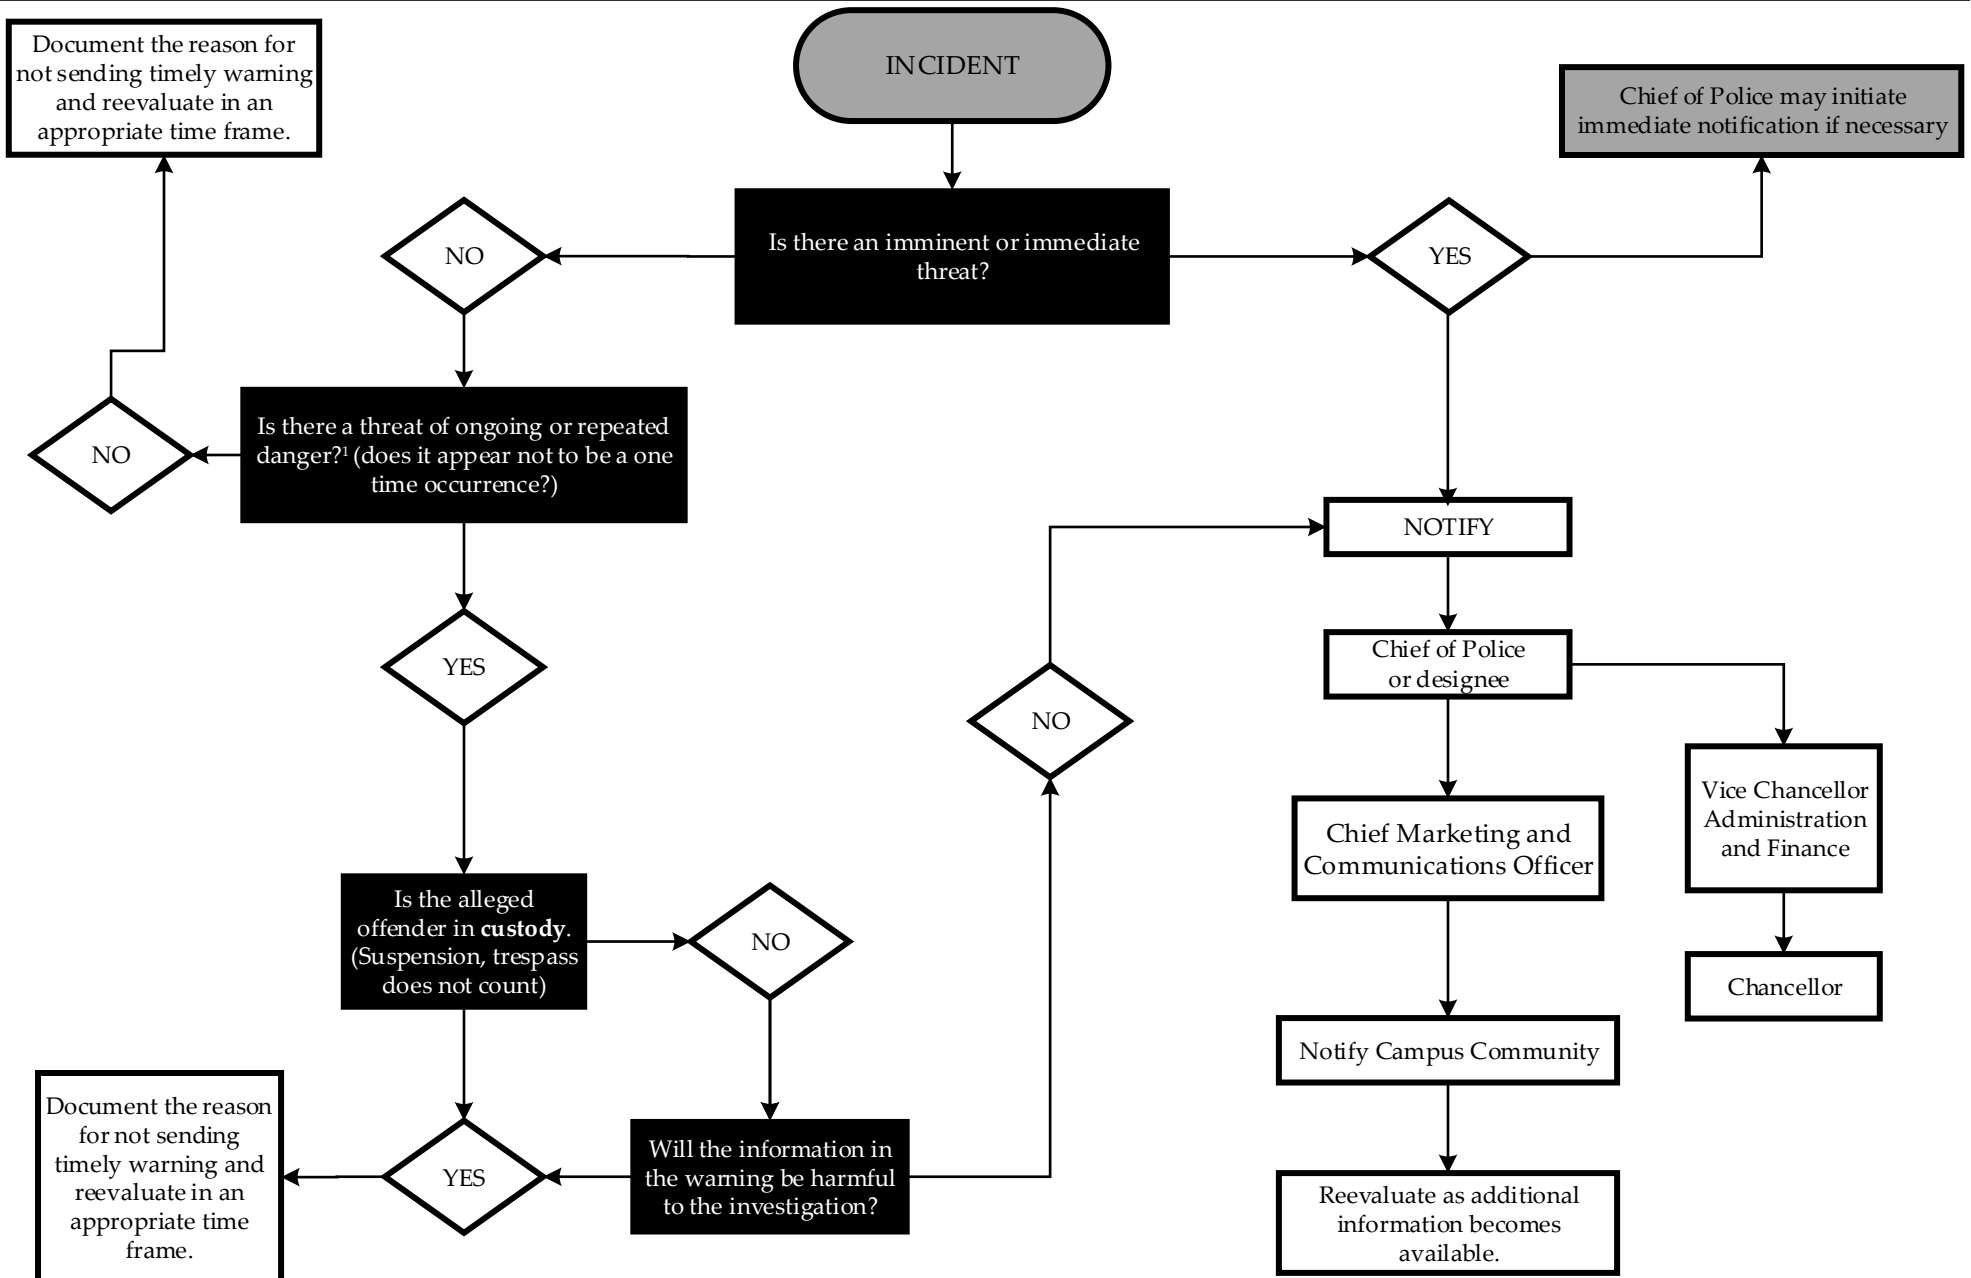 INCIDENT
Document the reason for
not sending timely warning
and reevaluate in an
appropriate time frame.
Chief of Police may initiate
immediate notification if necessary
NO
Is there an imminent or immediate
threat?
YES
NO
Is there a threat of ongoing or repeated
danger?¹ (does it appear not to be a one
time occurrence?)
NOTIFY
YES
NO
Chief of Police
or designee
Vice Chancellor
Administration
and Finance
Chief Marketing and
Communications Officer
Is the alleged
offender in custody.
(Suspension, trespass
does not count)
NO
Chancellor
Notify Campus Community
Document the reason
for not sending
timely warning and
reevaluate in an
appropriate time
frame.
YES
Will the information in
the warning be harmful
to the investigation?
Reevaluate as additional
information becomes
available.